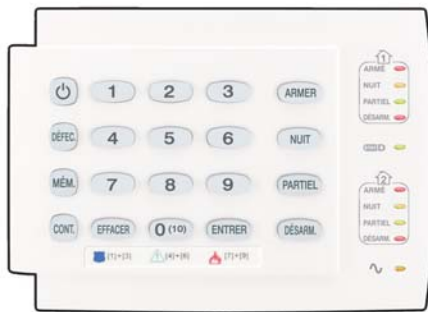 1 2 3 ARMER
DÉFEC. 4 5 6 NUIT
MÉM. 7 8 9 PARTIEL
CONT. EFFACER 0 (10) ENTRER DÉSARM.
[1]+[3] [4]+[6] [7]+[9]
1
ARMÉ
NUIT
PARTIEL
DÉSARM.
2
ARMÉ
NUIT
PARTIEL
DÉSARM.